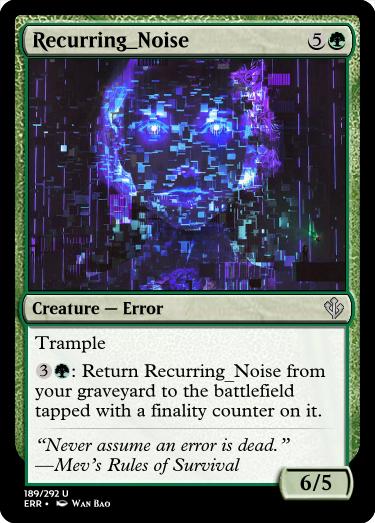 Recurring_Noise 5
Creature — Error
Trample
3: Return Recurring_Noise from
your graveyard to the battlefield
tapped with a finality counter on it.
“Never assume an error is dead.”
—Mev’s Rules of Survival
6/5
189/292 U
ERR • Wan Bao